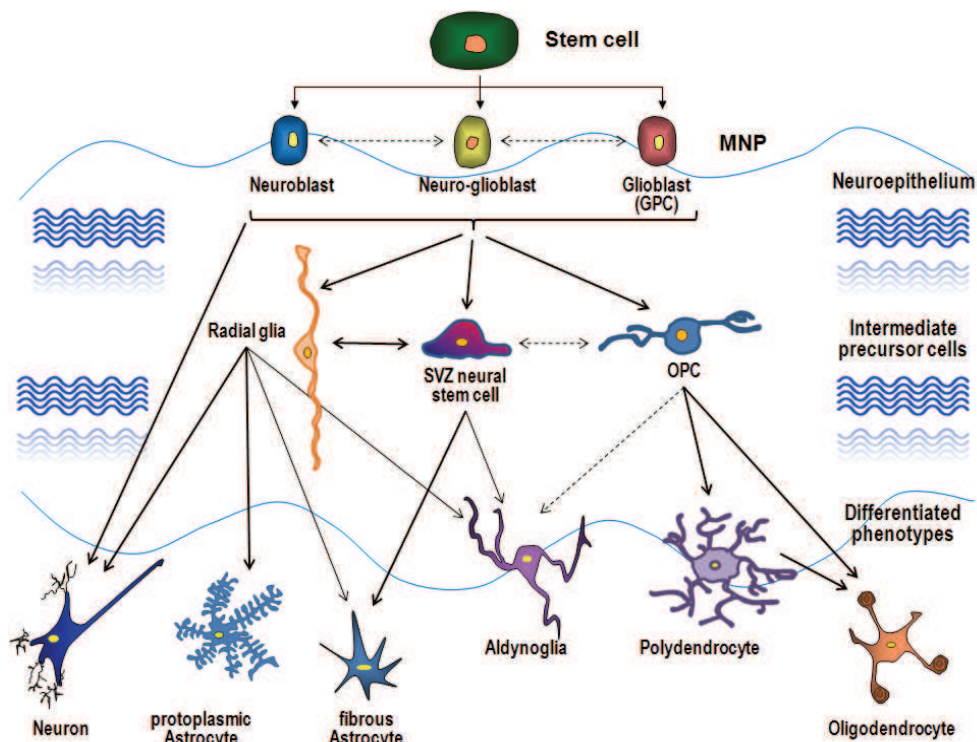 Stem cell
MNP
Neuroblast
Neuro-glioblast
Glioblast
(GPC)
Neuroepithelium
Radial glia
SVZ neural
stem cell
OPC
Intermediate
precursor cells
Differentiated
phenotypes
Aldynoglia
Polydendrocyte
Neuron
protoplasmic
Astrocyte
fibrous
Astrocyte
Oligodendrocyte